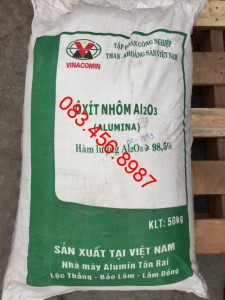 TẬP ĐOÀN CÔNG NGHIỆP
THAN - KHOÁNG SẢN VIỆT NAM
VINACOMIN
ÔXÍT NHÔM Al₂O₃
(ALUMINA)
Hàm lượng Al₂O₃ ≥ 98,5%
083.456.8987
KLT: 50kg
SẢN XUẤT TẠI VIỆT NAM
Nhà máy Alumin Tân Rai
Lộc Thắng - Bảo Lâm - Lâm Đồng